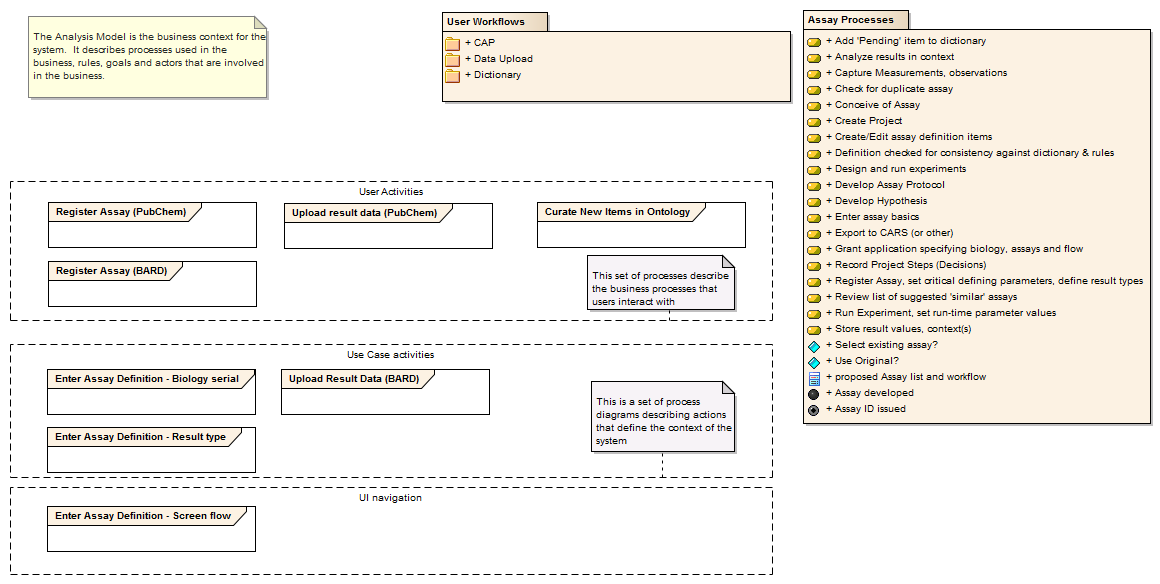 The Analysis Model is the business context for the
system.  It describes processes used in the
business, rules, goals and actors that are involved
in the business.
User Workflows
+ CAP
+ Data Upload
+ Dictionary
Assay Processes
+ Add 'Pending' item to dictionary
+ Analyze results in context
+ Capture Measurements, observations
+ Check for duplicate assay
+ Conceive of Assay
+ Create Project
+ Create/Edit assay definition items
+ Definition checked for consistency against dictionary & rules
+ Design and run experiments
+ Develop Assay Protocol
+ Develop Hypothesis
+ Enter assay basics
+ Export to CARS (or other)
+ Grant application specifying biology, assays and flow
+ Record Project Steps (Decisions)
+ Register Assay, set critical defining parameters, define result types
+ Review list of suggested 'similar' assays
+ Run Experiment, set run-time parameter values
+ Store result values, context(s)
+ Select existing assay?
+ Use Original?
+ proposed Assay list and workflow
+ Assay developed
+ Assay ID issued
User Activities
Register Assay (PubChem)
Upload result data (PubChem)
Curate New Items in Ontology
Register Assay (BARD)
This set of processes describe
the business processes that
users interact with
Use Case activities
Enter Assay Definition - Biology serial
Upload Result Data (BARD)
Enter Assay Definition - Result type
This is a set of process
diagrams describing actions
that define the context of the
system
UI navigation
Enter Assay Definition - Screen flow